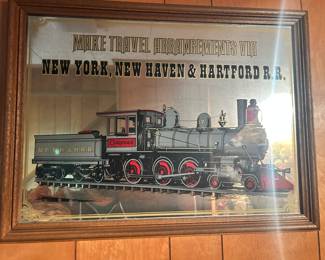 MAKE TRAVEL ARRANGEMENTS VIA
NEW YORK, NEW HAVEN & HARTFORD R.R.